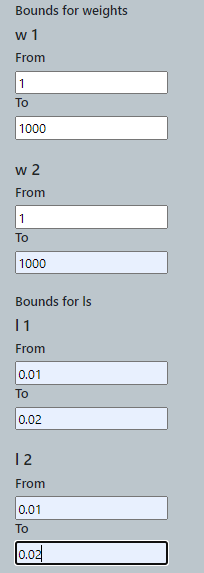 Bounds for weights
w 1
From
1
To
1000
w 2
From
1
To
1000
Bounds for ls
l 1
From
0.01
To
0.02
l 2
From
0.01
To
0.02